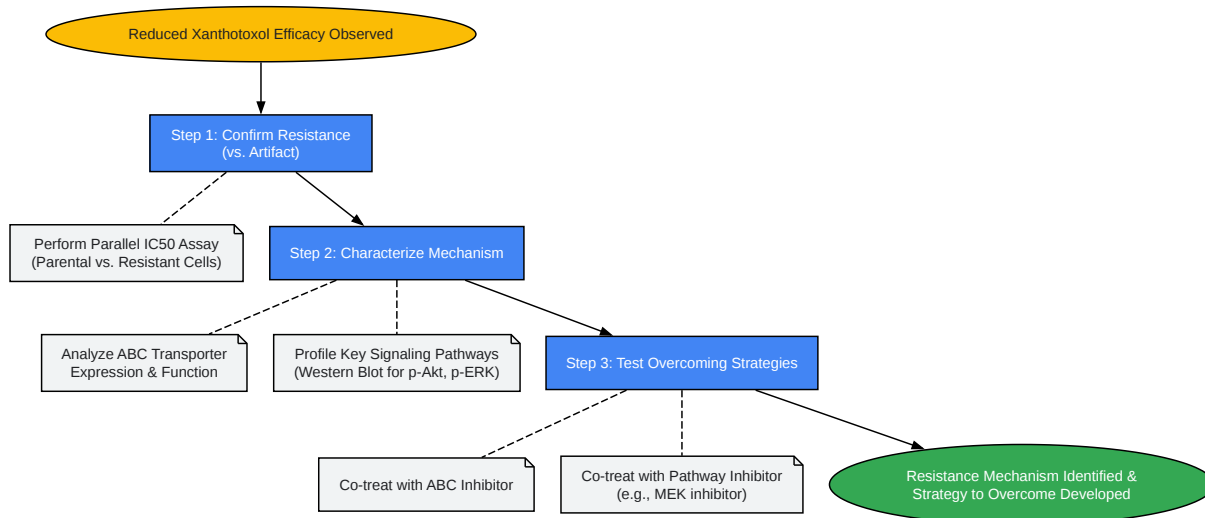 Reduced Xanthotoxol Efficacy Observed
Step 1: Confirm Resistance
(vs. Artifact)
Perform Parallel IC50 Assay
(Parental vs. Resistant Cells)
Step 2: Characterize Mechanism
Analyze ABC Transporter
Expression & Function
Profile Key Signaling Pathways
(Western Blot for p-Akt, p-ERK)
Step 3: Test Overcoming Strategies
Co-treat with ABC Inhibitor
Co-treat with Pathway Inhibitor
(e.g., MEK inhibitor)
Resistance Mechanism Identified &
Strategy to Overcome Developed